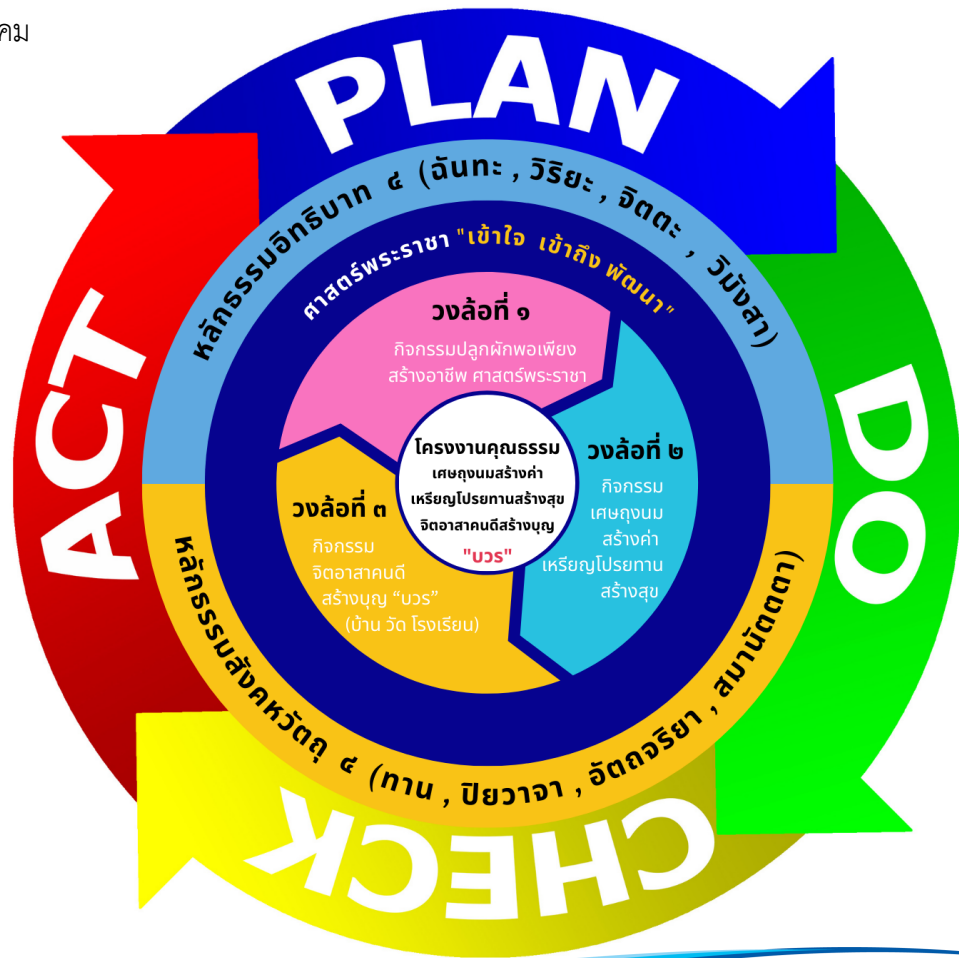 คม
PLAN
DO
CHECK
ACT
หลักธรรมอิทธิบาท ๔ (ฉันทะ , วิริยะ , จิตตะ , วิมังสา)
ศาสตร์พระราชา "เข้าใจ เข้าถึง พัฒนา"
วงล้อที่ ๑
กิจกรรมปลูกผักพอเพียง
สร้างอาชีพ ศาสตร์พระราชา
วงล้อที่ ๒
กิจกรรม
เศษถุงนม
สร้างค่า
เหรียญโปรยทาน
สร้างสุข
วงล้อที่ ๓
กิจกรรม
จิตอาสาคนดี
สร้างบุญ “บวร”
(บ้าน วัด โรงเรียน)
โครงงานคุณธรรม
เศษถุงนมสร้างค่า
เหรียญโปรยทานสร้างสุข
จิตอาสาคนดีสร้างบุญ
"บวร"
หลักธรรมสังคหวัตถุ ๔ (ทาน , ปิยวาจา , อัตถจริยา , สมานัตตตา)